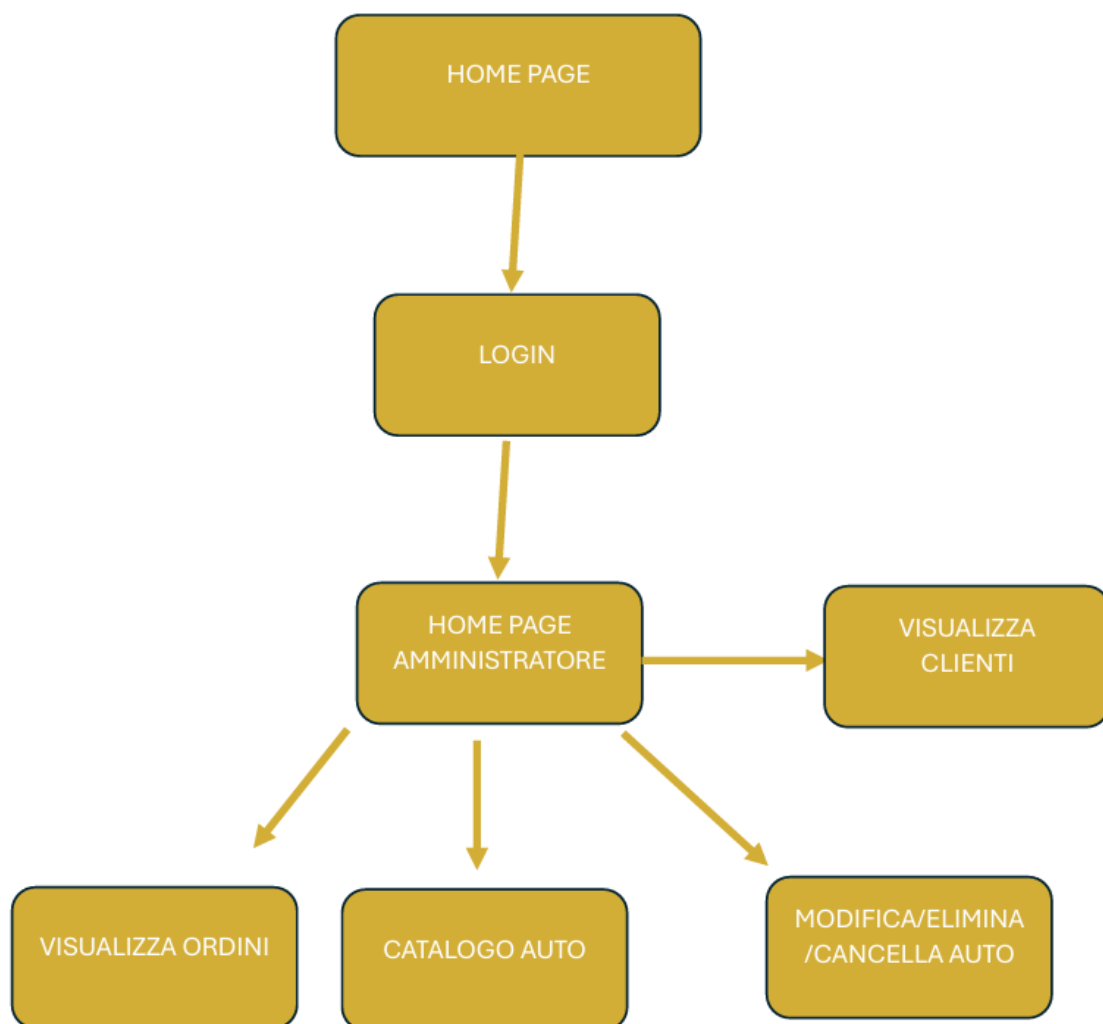 HOME PAGE
LOGIN
HOME PAGE
AMMINISTRATORE
VISUALIZZA
CLIENTI
VISUALIZZA ORDINI
CATALOGO AUTO
MODIFICA/ELIMINA
/CANCELLA AUTO